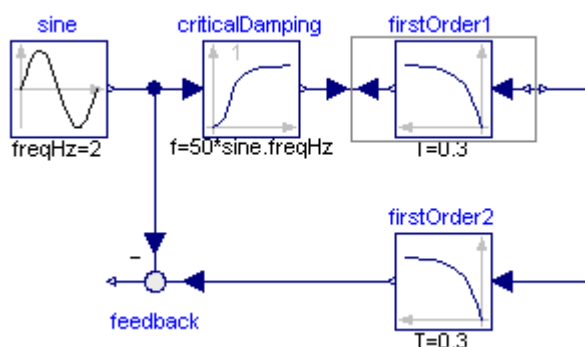 sine
criticalDamping
firstOrder1
1
freqHz=2
f=50*sine.freqHz
T=0.3
firstOrder2
–
feedback
T=0.3